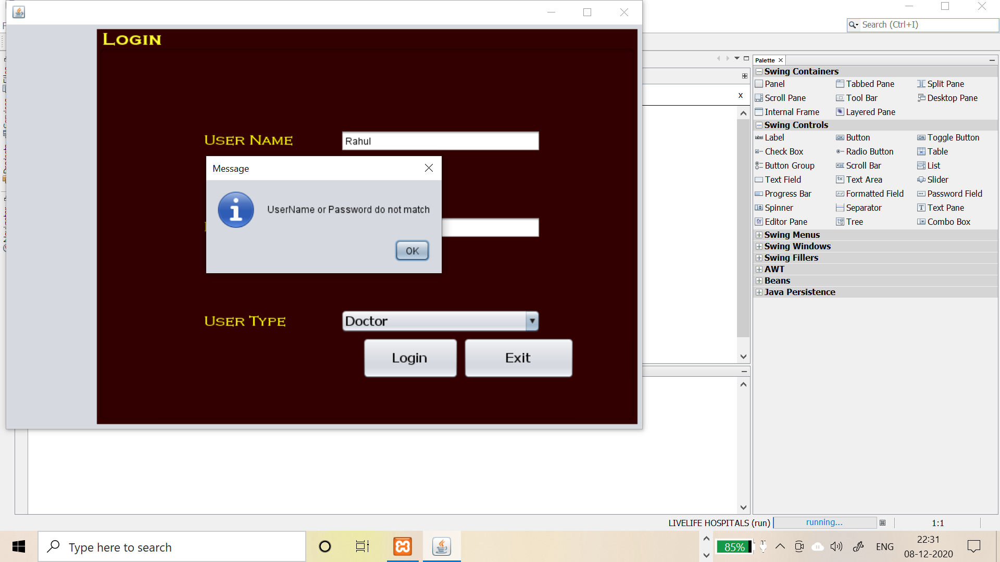 Search (Ctrl+I)
LOGIN
USER NAME
Rahul
Message
UserName or Password do not match
OK
USER TYPE
Doctor
Login
Exit
x
Palette
Swing Containers
Panel
Tabbed Pane
Split Pane
Scroll Pane
Tool Bar
Desktop Pane
Internal Frame
Layered Pane
Swing Controls
label Label
OK Button
ON Toggle Button
Check Box
Radio Button
Table
Button Group
Scroll Bar
List
Text Field
Text Area
Slider
Progress Bar
Formatted Field
Password Field
Spinner
Separator
Text Pane
Editor Pane
Tree
Combo Box
Swing Menus
Swing Windows
Swing Fillers
AWT
Beans
Java Persistence
LIVELIFE HOSPITALS (run)
running...
1:1
Type here to search
85%
ENG
22:31
08-12-2020